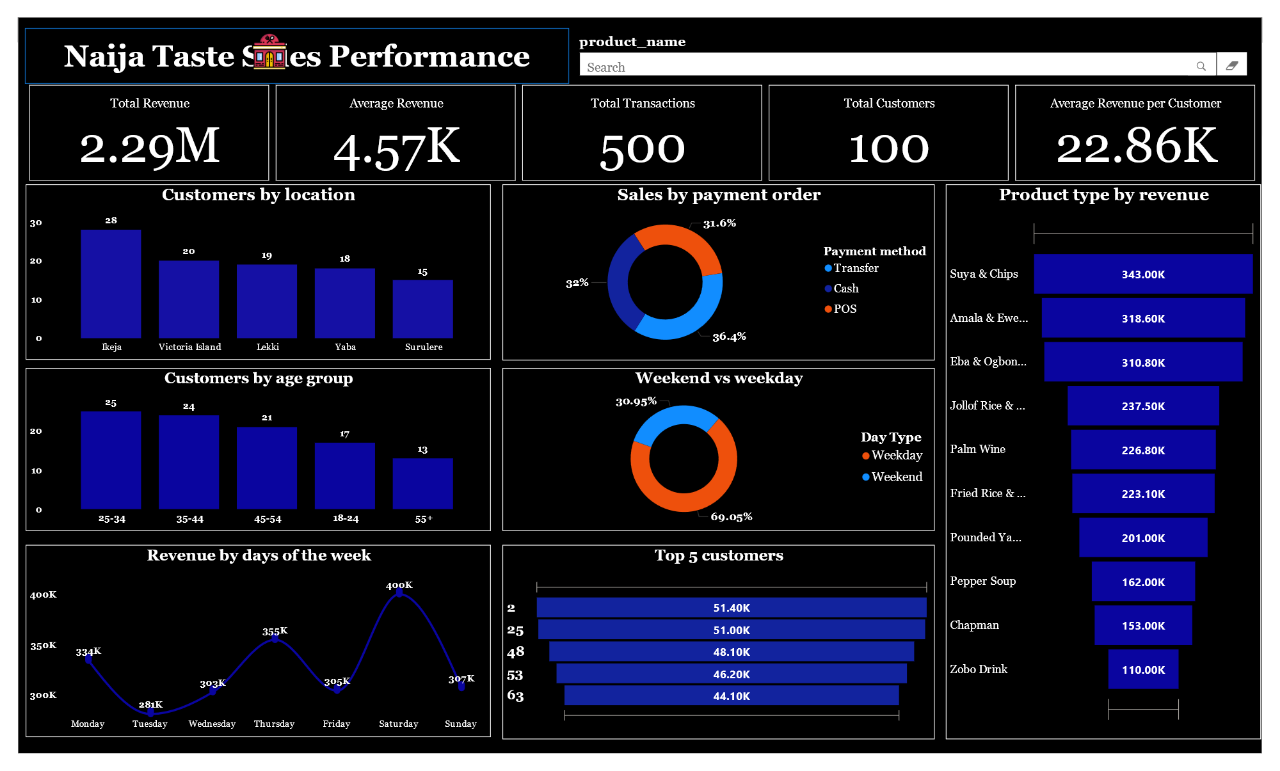 Naija Taste S les Performance
product_name
Search
Total Revenue
2.29M
Average Revenue
4.57K
Total Transactions
500
Total Customers
100
Average Revenue per Customer
22.86K
Customers by location
30
20
10
0
28
20
19
18
15
Ikeja
Victoria Island
Lekki
Yaba
Surulere
Sales by payment order
31.6%
32%
36.4%
Payment method
Transfer
Cash
POS
Product type by revenue
Suya & Chips
343.00K
Amala & Ewe...
318.60K
Eba & Ogbon...
310.80K
Jollof Rice & ...
237.50K
Palm Wine
226.80K
Fried Rice & ...
223.10K
Pounded Ya...
201.00K
Pepper Soup
162.00K
Chapman
153.00K
Zobo Drink
110.00K
Customers by age group
20
10
0
25
24
21
17
13
25-34
35-44
45-54
18-24
55+
Weekend vs weekday
30.95%
69.05%
Day Type
Weekday
Weekend
Revenue by days of the week
400K
350K
300K
334K
281K
303K
355K
305K
400K
307K
Monday
Tuesday
Wednesday
Thursday
Friday
Saturday
Sunday
Top 5 customers
2
51.40K
25
51.00K
48
48.10K
53
46.20K
63
44.10K